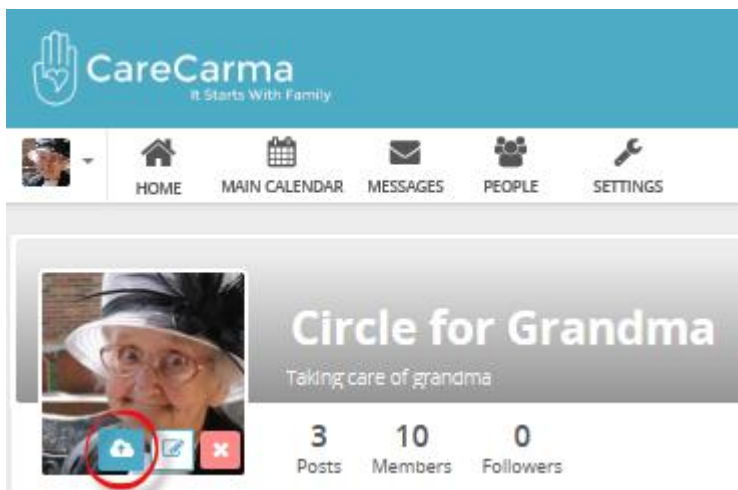 CareCarma
It Starts With Family
HOME MAIN CALENDAR MESSAGES PEOPLE SETTINGS
Circle for Grandma
Taking care of grandma
3 10 0
Posts Members Followers